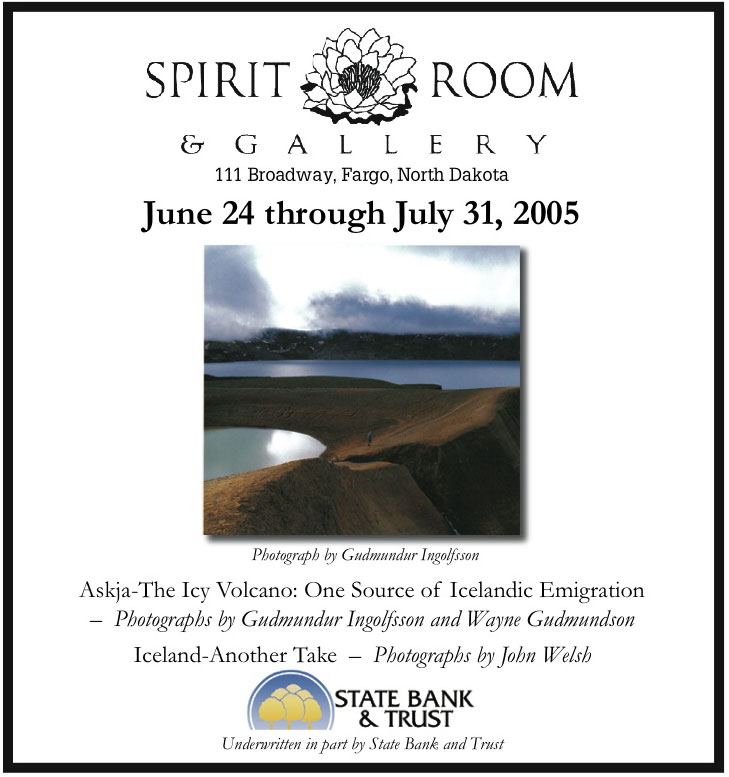 SPIRIT ROOM
& GALLERY
111 Broadway, Fargo, North Dakota
June 24 through July 31, 2005
Photograph by Gudmundur Ingolfsson
Askja-The Icy Volcano: One Source of Icelandic Emigration
– Photographs by Gudmundur Ingolfsson and Wayne Gudmundson
Iceland-Another Take – Photographs by John Welsh
STATE BANK
& TRUST
Underwritten in part by State Bank and Trust